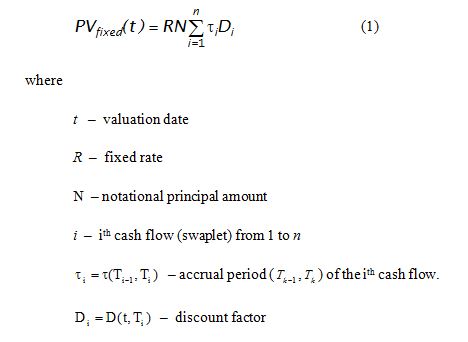 PV_fixed(t) = RN ∑_{i=1}^{n} τ_i D_i (1)
where
t – valuation date
R – fixed rate
N – notational principal amount
i – i^th cash flow (swaplet) from 1 to n
τ_i = τ(T_{i-1}, T_i) – accrual period (T_{k-1}, T_k) of the i^th cash flow.
D_i = D(t, T_i) – discount factor